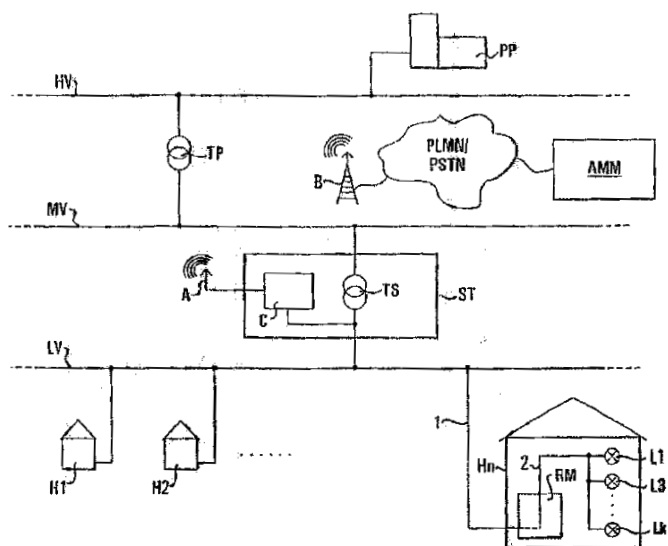 PP
HV
TP
PLMN/
PSTN
AMM
B
MV
A
TS
ST
C
LV
1
Hn
2
RM
L1
L3
Lk
H1
H2